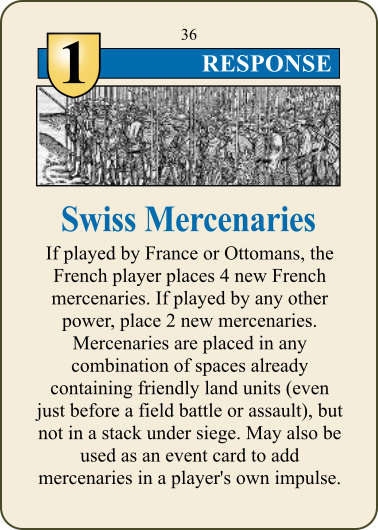 36
1
RESPONSE
Swiss Mercenaries
If played by France or Ottomans, the
French player places 4 new French
mercenaries. If played by any other
power, place 2 new mercenaries.
Mercenaries are placed in any
combination of spaces already
containing friendly land units (even
just before a field battle or assault), but
not in a stack under siege. May also be
used as an event card to add
mercenaries in a player's own impulse.